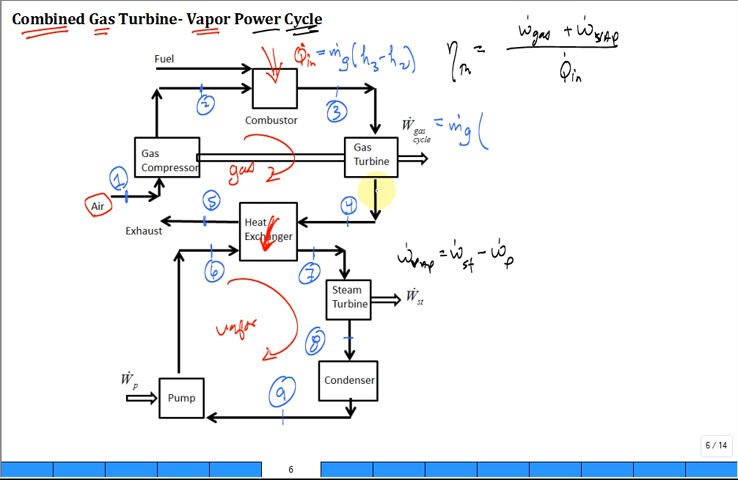 Combined Gas Turbine- Vapor Power Cycle
Ẇgas + Ẇvap
ηth =
Q̇in
Q̇in = ṁg(h3-h2)
Fuel
2
3
Combustor
Ẇgas cycle = ṁg(
Gas Compressor
Gas Turbine
gas
1
Air
5
4
Exhaust
Heat Exchanger
6
7
Ẇvap = Ẇst - Ẇp
Steam Turbine
Ẇst
vapor
8
Condenser
Ẇp
9
Pump
6 / 14
6